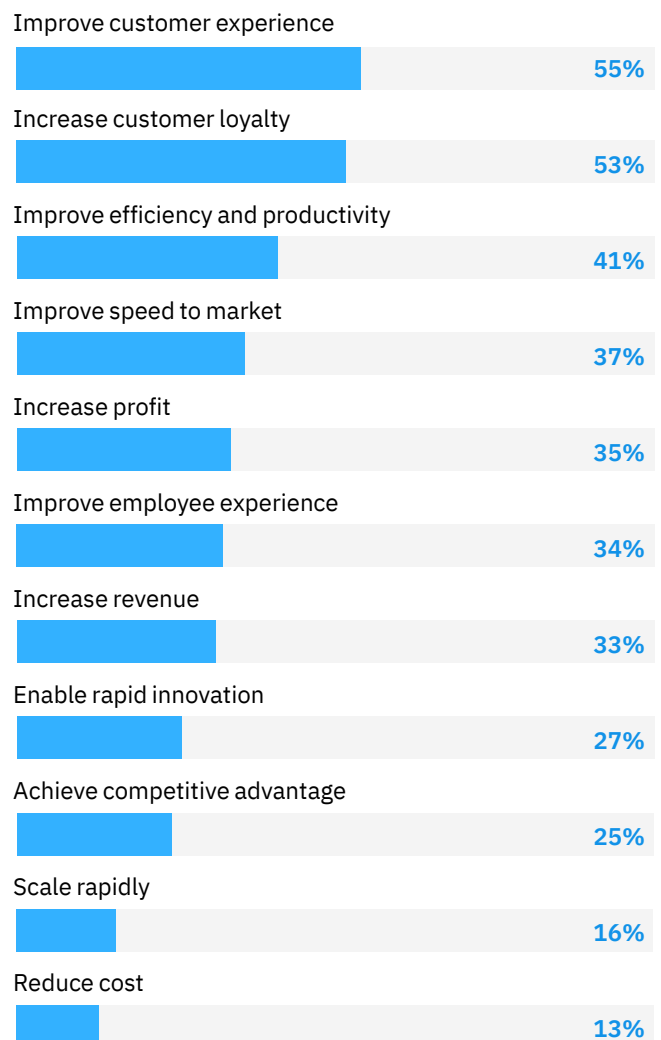 Improve customer experience
55%
Increase customer loyalty
53%
Improve efficiency and productivity
41%
Improve speed to market
37%
Increase profit
35%
Improve employee experience
34%
Increase revenue
33%
Enable rapid innovation
27%
Achieve competitive advantage
25%
Scale rapidly
16%
Reduce cost
13%